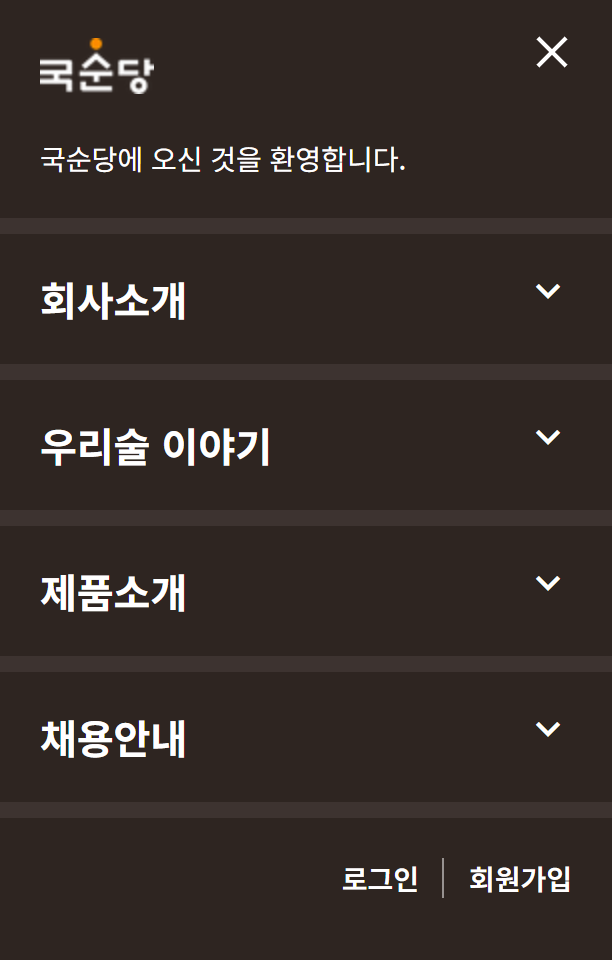 국순당
국순당에 오신 것을 환영합니다.
회사소개
우리술 이야기
제품소개
채용안내
로그인 회원가입